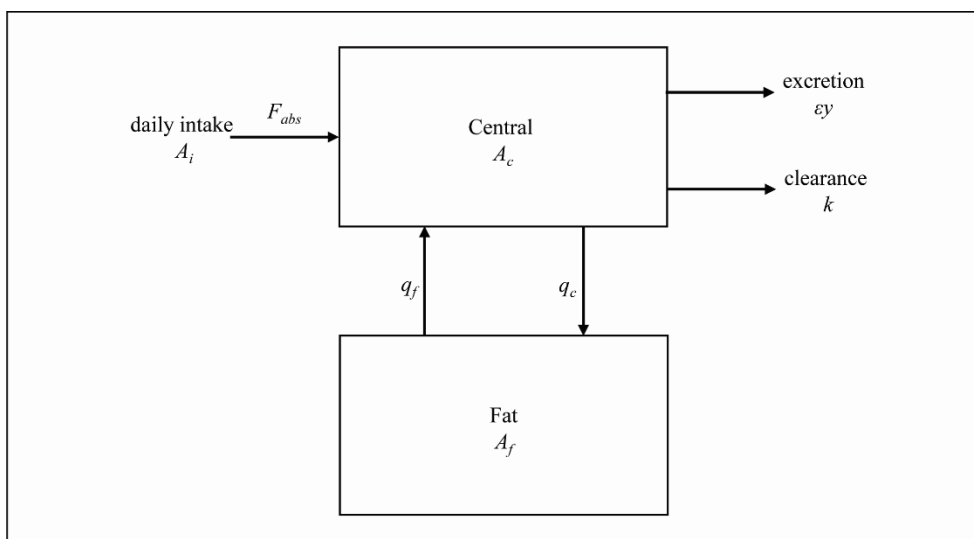 excretion
εy
F_abs
daily intake
A_i
Central
A_c
clearance
k
q_f
q_c
Fat
A_f